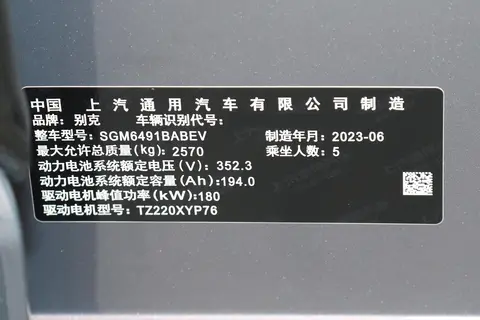 中国 上汽通用汽车有限公司制造
品牌: 别克 车辆识别代号:
整车型号: SGM6491BABEV 制造年月: 2023-06
最大允许总质量(kg): 2570 乘坐人数: 5
动力电池系统额定电压(V): 352.3
动力电池系统额定容量(Ah):194.0
驱动电机峰值功率(kW):180
驱动电机型号: TZ220XYP76